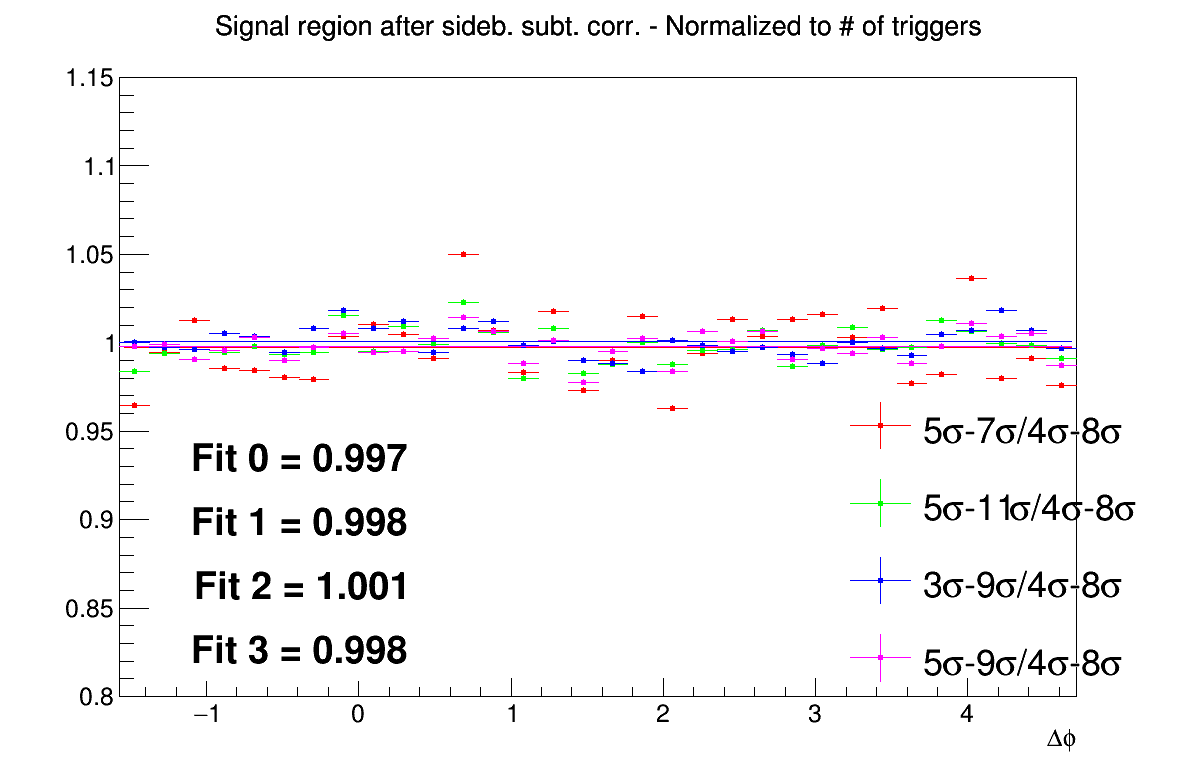 Signal region after sideb. subt. corr. - Normalized to # of triggers
1.15
1.1
1.05
1
0.95
0.9
0.85
0.8
Fit 0 = 0.997
Fit 1 = 0.998
Fit 2 = 1.001
Fit 3 = 0.998
5σ-7σ/4σ-8σ
5σ-11σ/4σ-8σ
3σ-9σ/4σ-8σ
5σ-9σ/4σ-8σ
−1 0 1 2 3 4
Δϕ